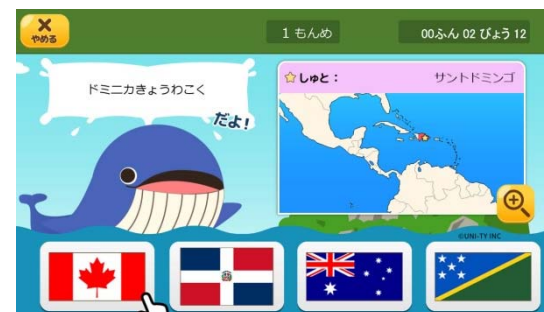 やめる
1 もんめ
00ふん 02 びょう 12
ドミニカきょうわこく
だよ!
しゅと:
サントドミンゴ
©UNI-TY INC